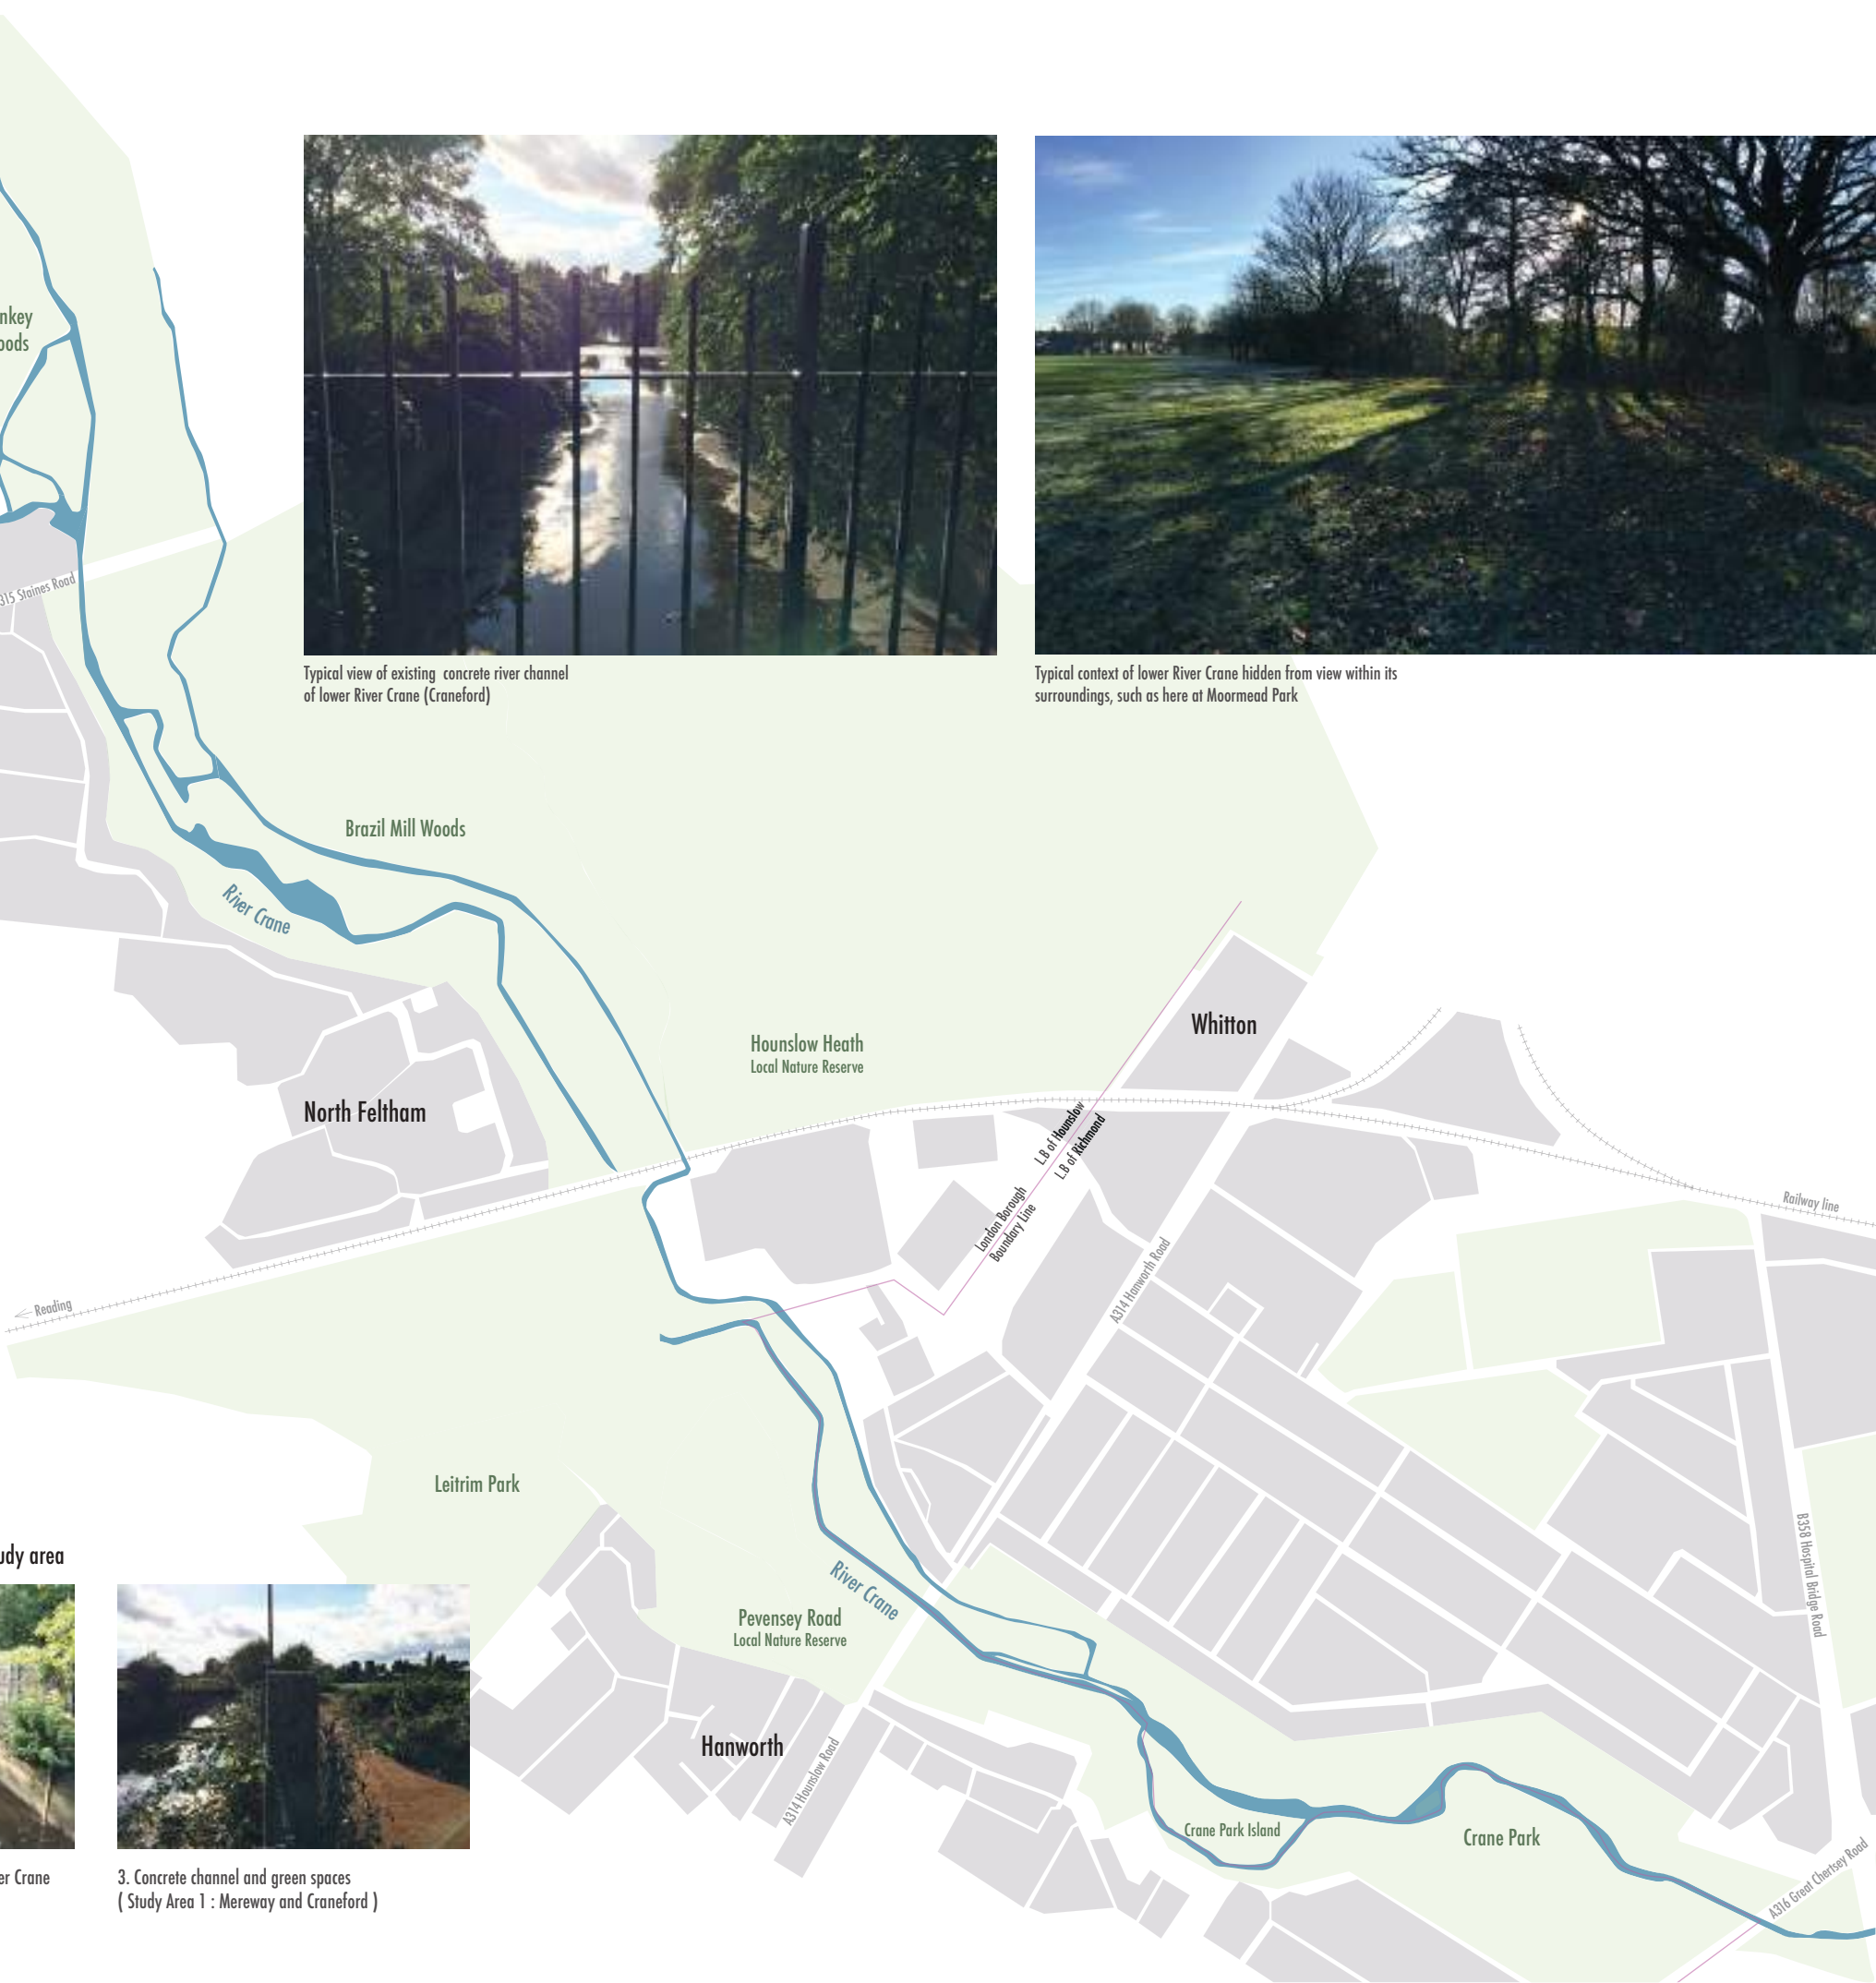 nkey
oods
315 Staines Road
Typical view of existing concrete river channel
of lower River Crane (Craneford)
Typical context of lower River Crane hidden from view within its
surroundings, such as here at Moormead Park
Brazil Mill Woods
River Crane
Hounslow Heath
Local Nature Reserve
Whitton
North Feltham
L.B of Hounslow
L.B of Richmond
London Borough
Boundary Line
Railway line
A314 Hanworth Road
Reading
Leitrim Park
B358 Hospital Bridge Road
udy area
River Crane
Pevensey Road
Local Nature Reserve
Hanworth
A314 Hounslow Road
Crane Park Island
Crane Park
A316 Great Chertsey Road
er Crane
3. Concrete channel and green spaces
( Study Area 1 : Mereway and Craneford )